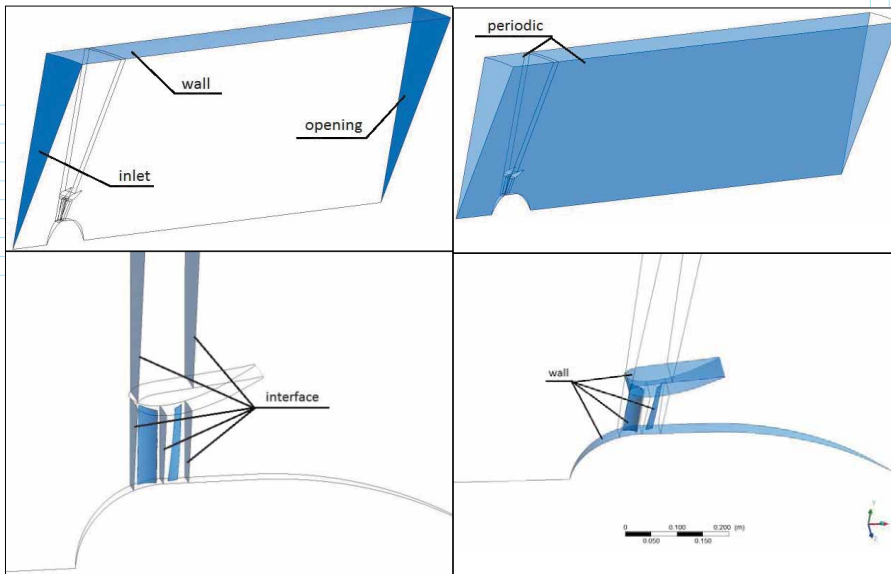 wall
opening
inlet
periodic
interface
wall
0
0.100
0.200 (m)
0.050
0.150
Y